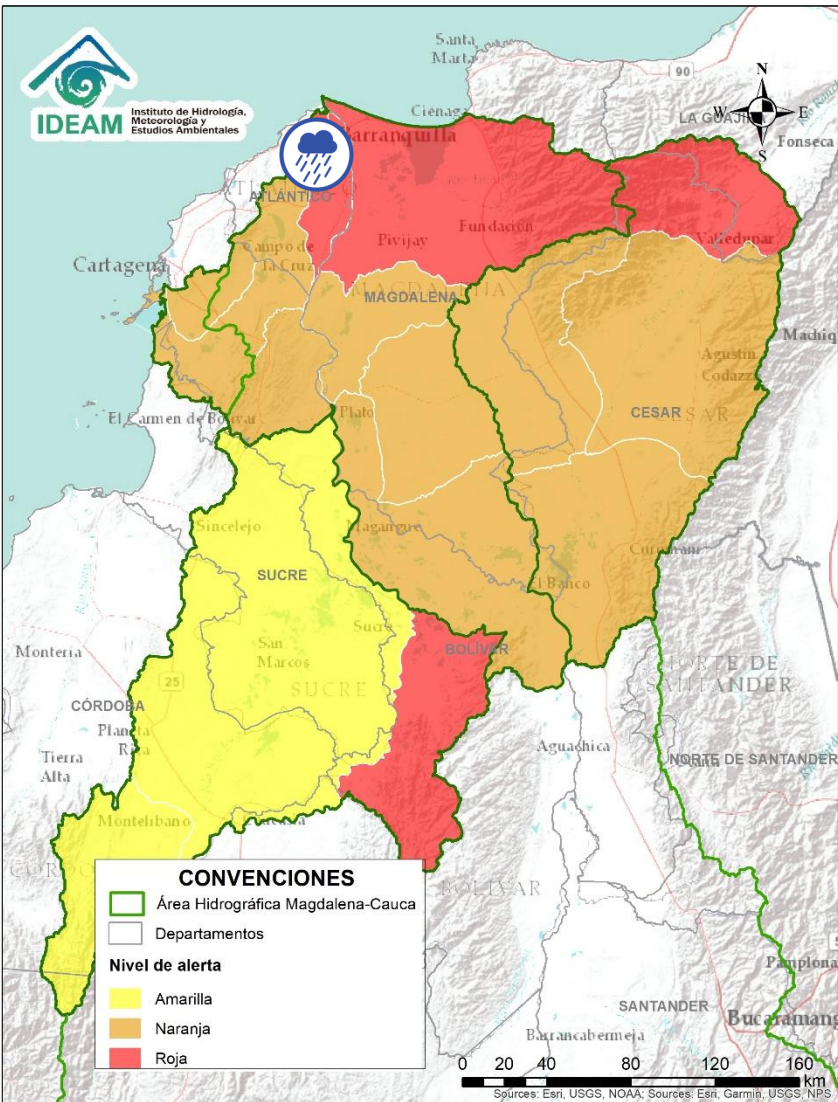 IDEAM
Instituto de Hidrología,
Meteorología y
Estudios Ambientales
Santa
Marta
90
N
W
E
S
LA GUAJI
Ciénaga
Fonseca
Barranquilla
ATLÁNTICO
Valledupar
Pivijay
Fundación
Campo de
la Cruz
Cartagena
MAGDALENA
Machiq
Agustín
Codazzi
CESAR
El Carmen de Bolívar
Plato
Sincelejo
Magangué
Curumaní
SUCRE
El Banco
Sucre
BOLÍVAR
Montería
San
Marcos
NORTE DE
SANTANDER
SUCRE
25
CÓRDOBA
Planeta
Rica
Aguachica
NORTE DE SANTANDER
Tierra
Alta
Montelíbano
BOLÍVAR
CONVENCIONES
Área Hidrográfica Magdalena-Cauca
Departamentos
Nivel de alerta
Amarilla
Naranja
Roja
Pamplona
SANTANDER
Bucaramang
Barrancabermeja
0 20 40 80 120 160
km
Sources: Esri, USGS, NOAA; Sources: Esri, Garmin, USGS, NPS